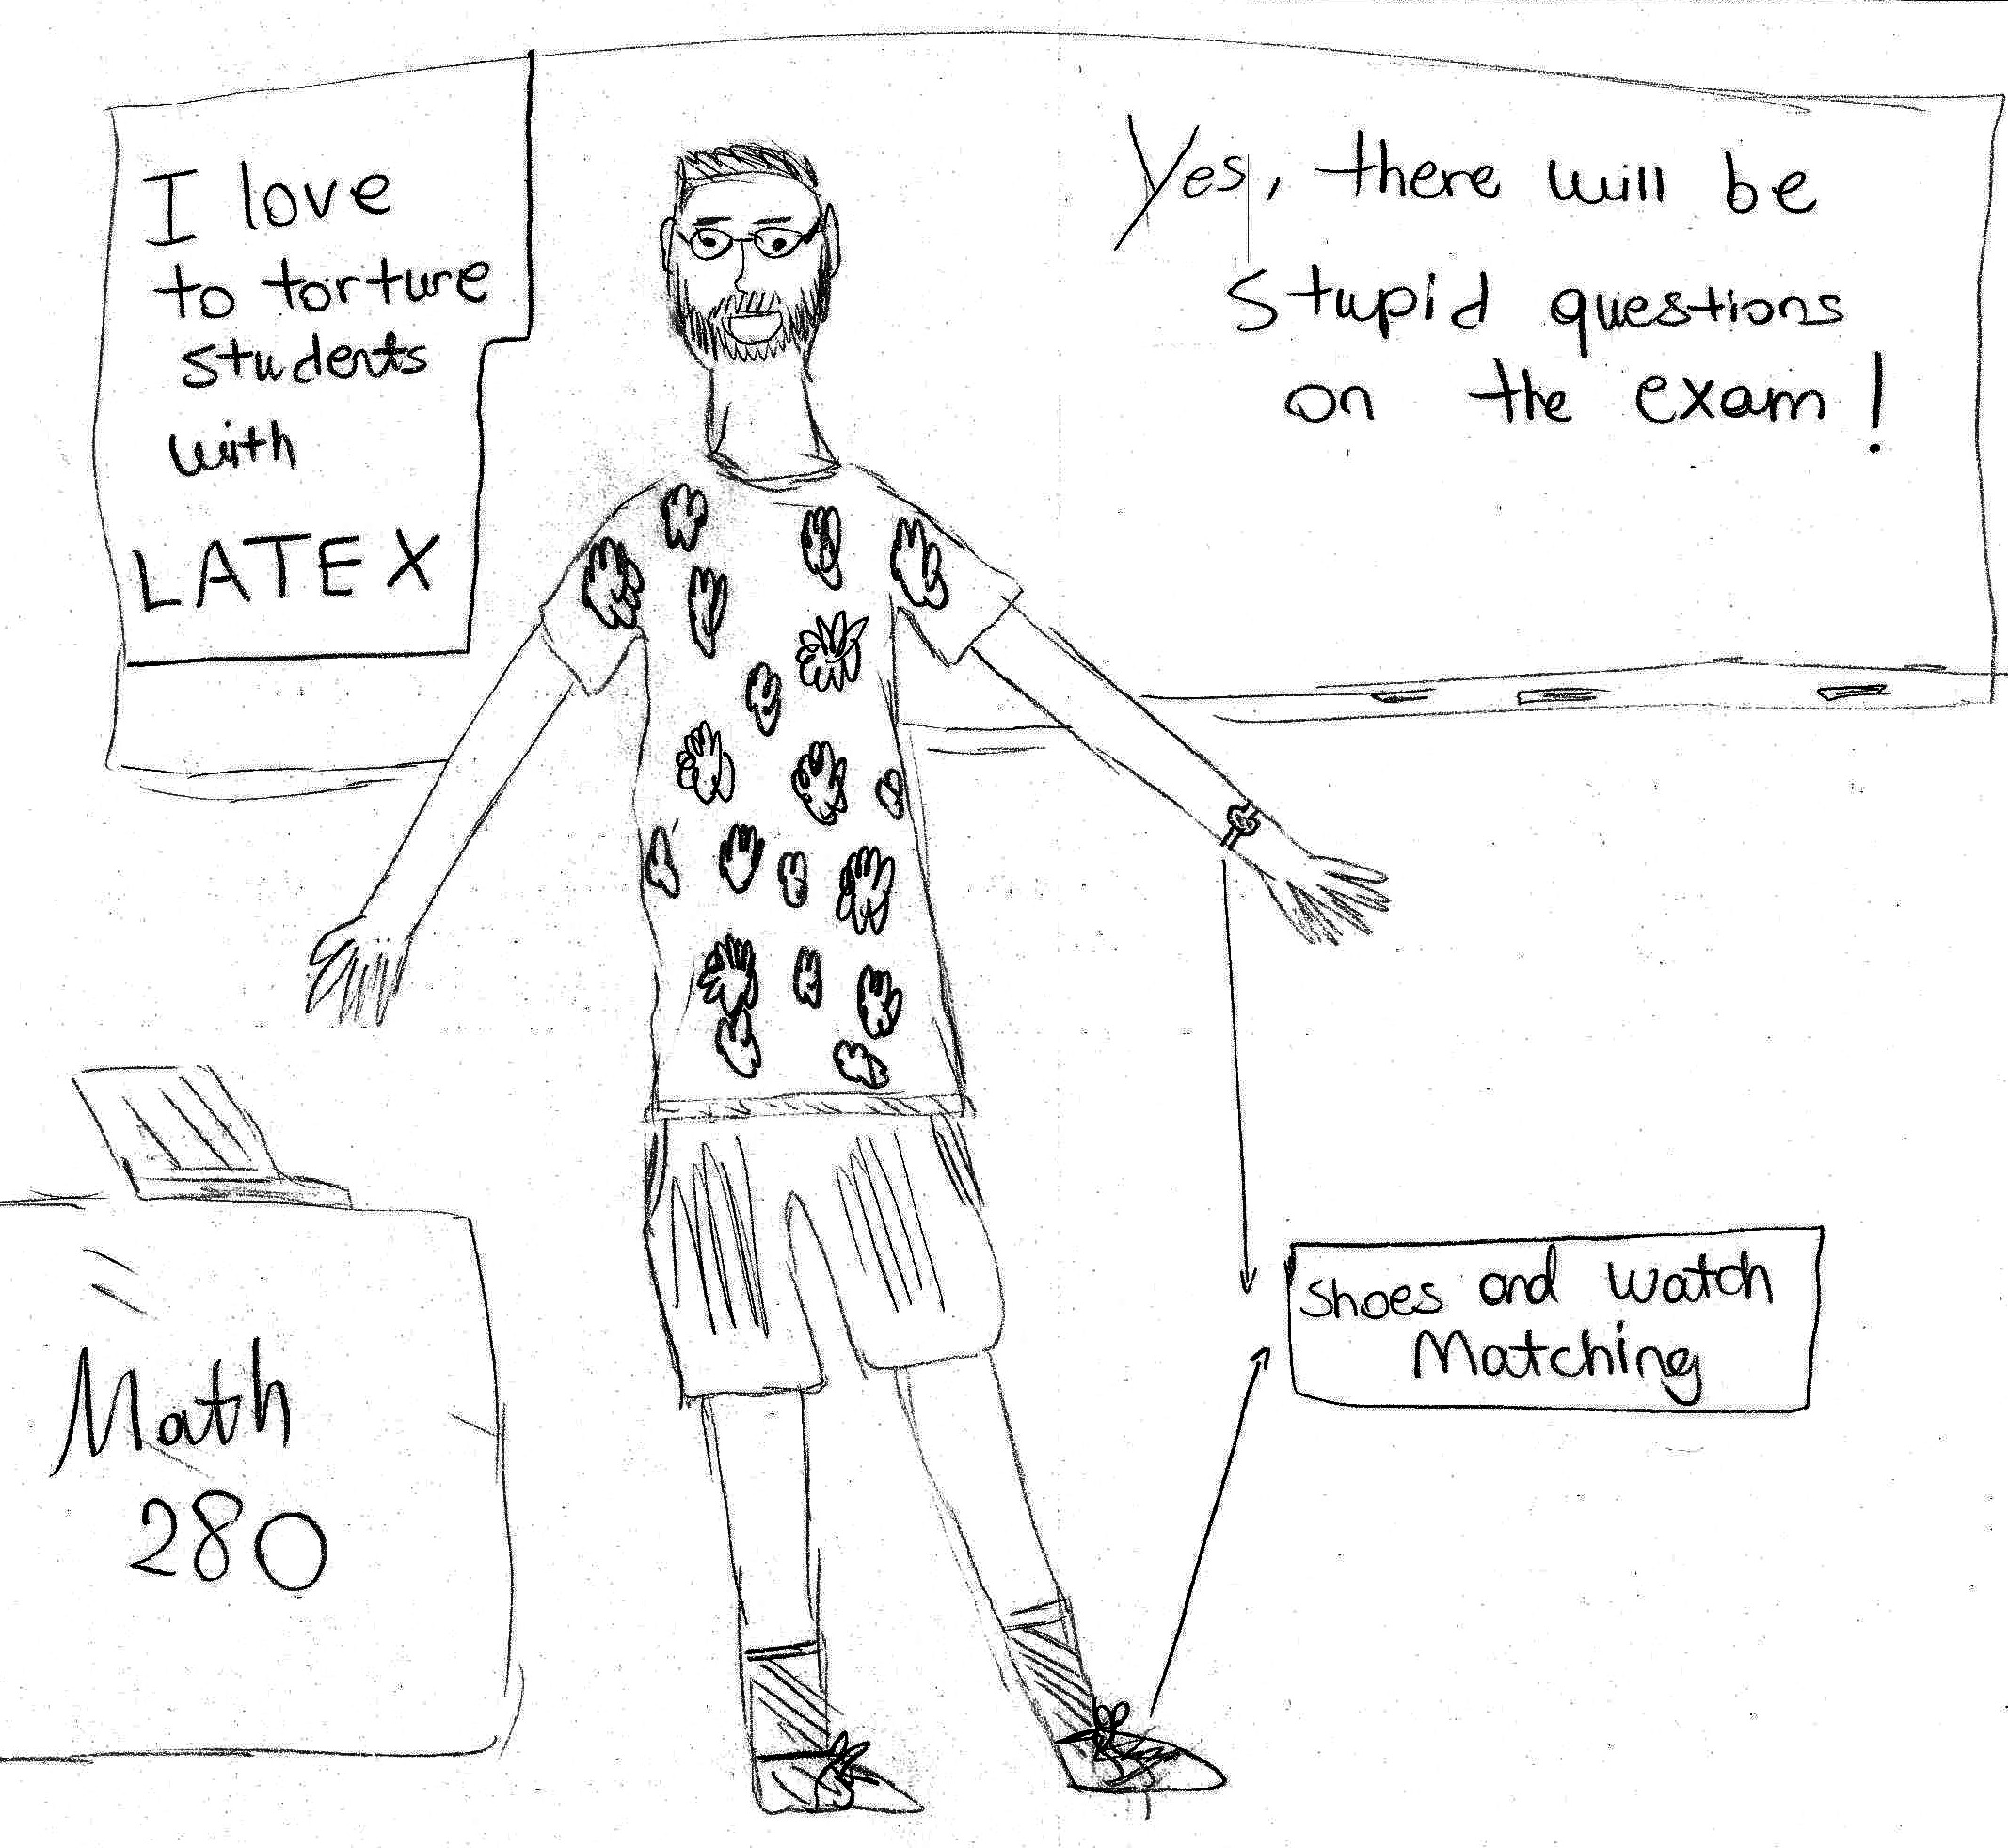 I love
to torture
students
with
LATEX
Yes, there will be
stupid questions
on the exam!
Shoes and watch
Matching
Math
280